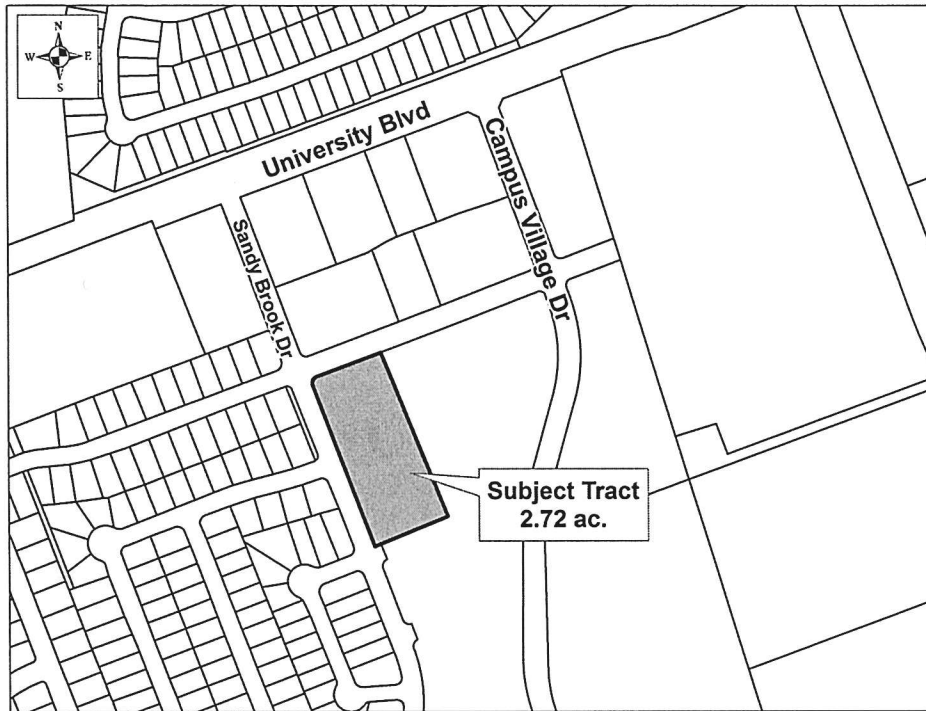 N
W E
S
University Blvd
Campus Village Dr
Sandy Brook Dr
Subject Tract
2.72 ac.